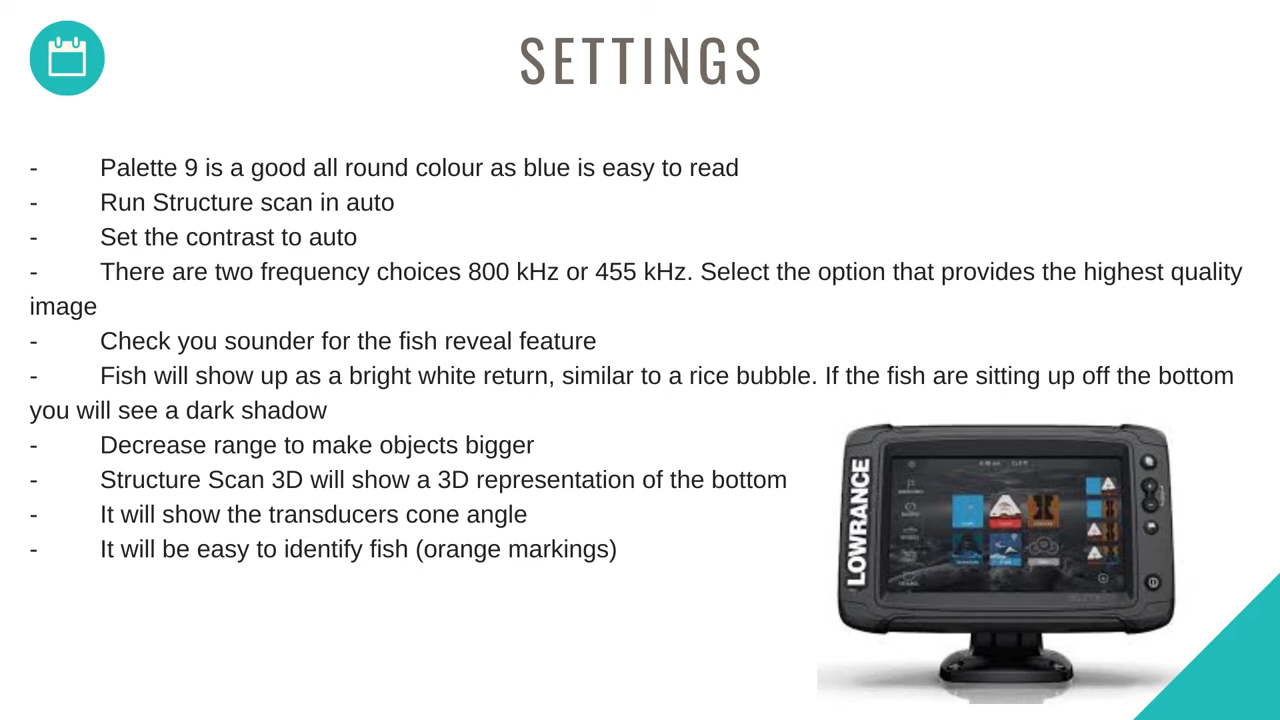 SETTINGS
- Palette 9 is a good all round colour as blue is easy to read
- Run Structure scan in auto
- Set the contrast to auto
- There are two frequency choices 800 kHz or 455 kHz. Select the option that provides the highest quality
image
- Check you sounder for the fish reveal feature
- Fish will show up as a bright white return, similar to a rice bubble. If the fish are sitting up off the bottom
you will see a dark shadow
- Decrease range to make objects bigger
- Structure Scan 3D will show a 3D representation of the bottom
- It will show the transducers cone angle
- It will be easy to identify fish (orange markings)
LOWRANCE